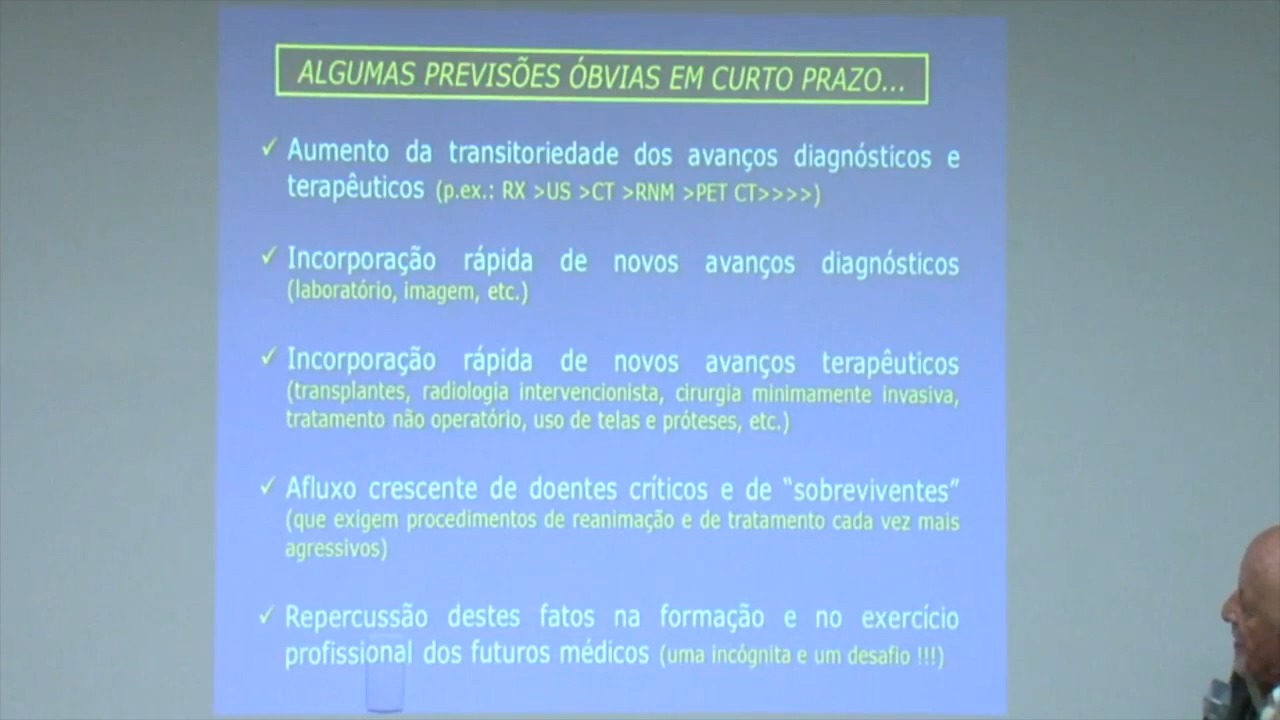 ALGUMAS PREVISÕES ÓBVIAS EM CURTO PRAZO...
✓ Aumento da transitoriedade dos avanços diagnósticos e
terapêuticos (p.ex.: RX >US >CT >RNM >PET CT>>>>)
✓ Incorporação rápida de novos avanços diagnósticos
(laboratório, imagem, etc.)
✓ Incorporação rápida de novos avanços terapêuticos
(transplantes, radiologia intervencionista, cirurgia minimamente invasiva,
tratamento não operatório, uso de telas e próteses, etc.)
✓ Afluxo crescente de doentes críticos e de “sobreviventes”
(que exigem procedimentos de reanimação e de tratamento cada vez mais
agressivos)
✓ Repercussão destes fatos na formação e no exercício
profissional dos futuros médicos (uma incógnita e um desafio !!!)